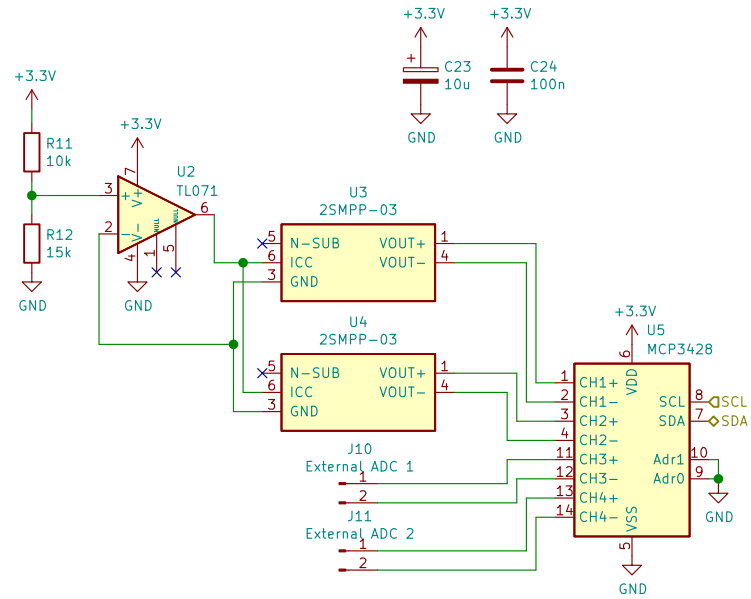 +3.3V
+3.3V
+
C23
10u
C24
100n
GND
GND
+3.3V
R11
10k
R12
15k
GND
+3.3V
7
U2
TL071
3
+
V+
NULL
NULL
6
2
V-
4
1
5
GND
U3
2SMPP-03
5
N-SUB
VOUT+
1
6
ICC
VOUT-
4
3
GND
U4
2SMPP-03
5
N-SUB
VOUT+
1
6
ICC
VOUT-
4
3
GND
+3.3V
U5
MCP3428
6
VDD
1
CH1+
2
CH1-
3
CH2+
4
CH2-
11
CH3+
12
CH3-
13
CH4+
14
CH4-
SCL
8
SCL
SDA
7
SDA
Adr1
10
Adr0
9
VSS
5
GND
GND
J10
External ADC 1
1
2
J11
External ADC 2
1
2